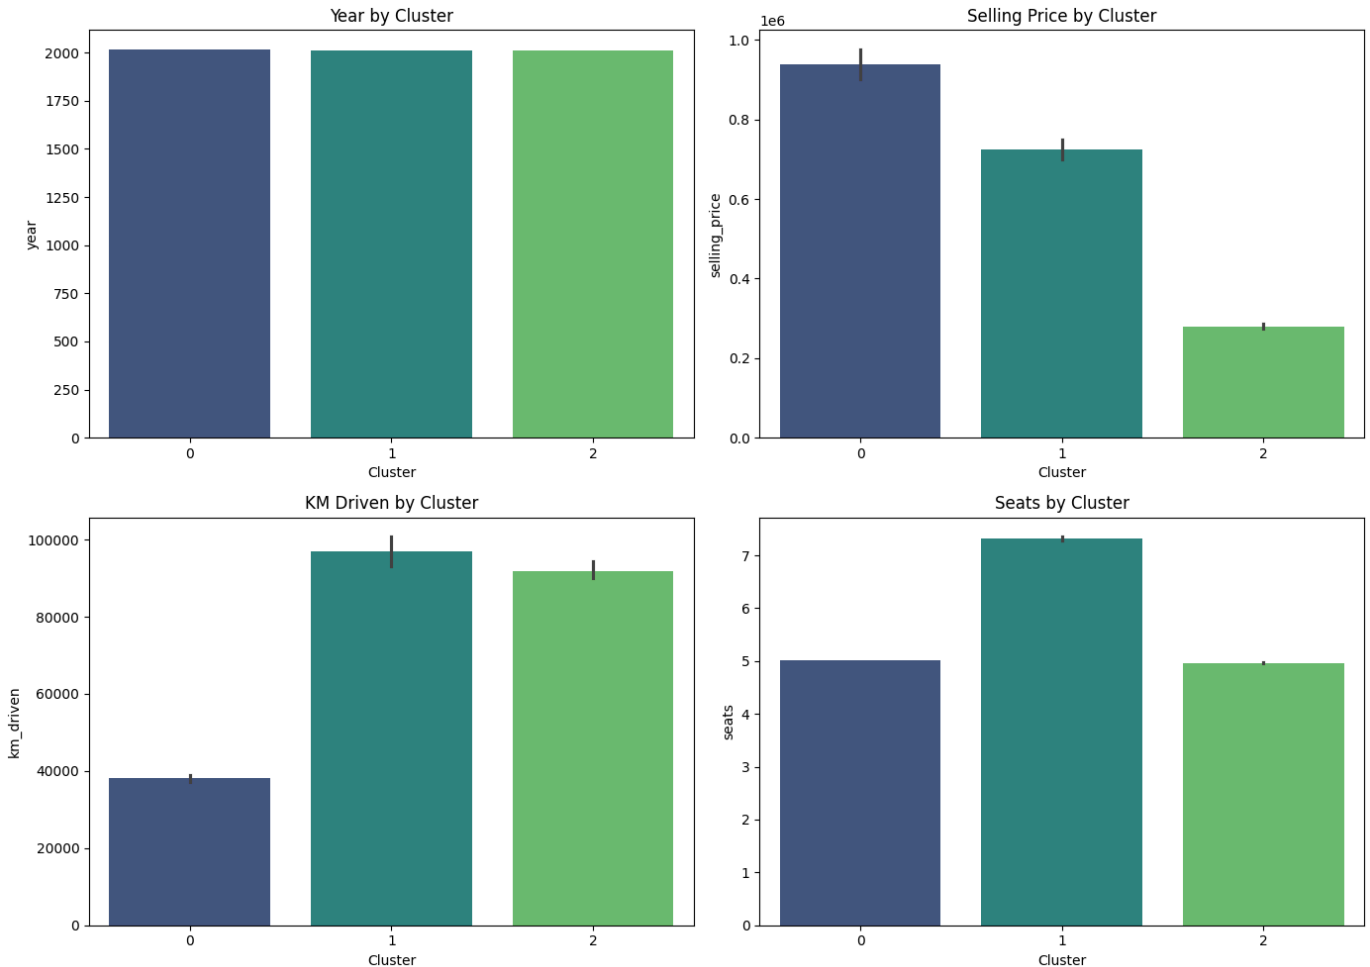 Year by Cluster
2000
1750
1500
1250
1000
750
500
250
0
year
0 1 2
Cluster
Selling Price by Cluster
1e6
1.0
0.8
0.6
0.4
0.2
0.0
selling_price
0 1 2
Cluster
KM Driven by Cluster
100000
80000
60000
40000
20000
0
km_driven
0 1 2
Cluster
Seats by Cluster
7
6
5
4
3
2
1
0
seats
0 1 2
Cluster